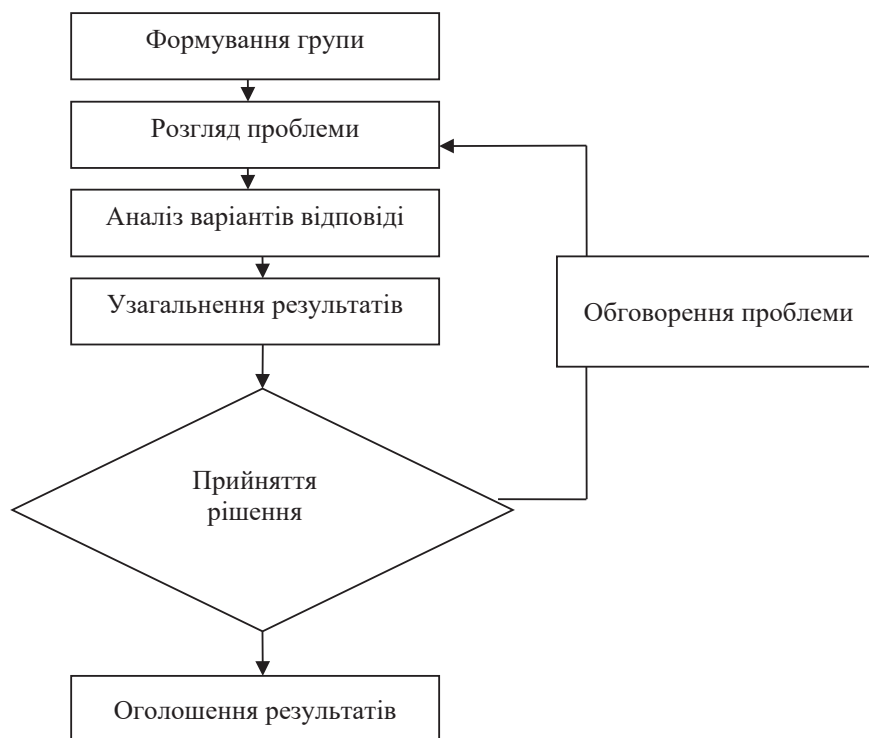 Формування групи
Розгляд проблеми
Аналіз варіантів відповіді
Узагальнення результатів
Обговорення проблеми
Прийняття
рішення
Оголошення результатів